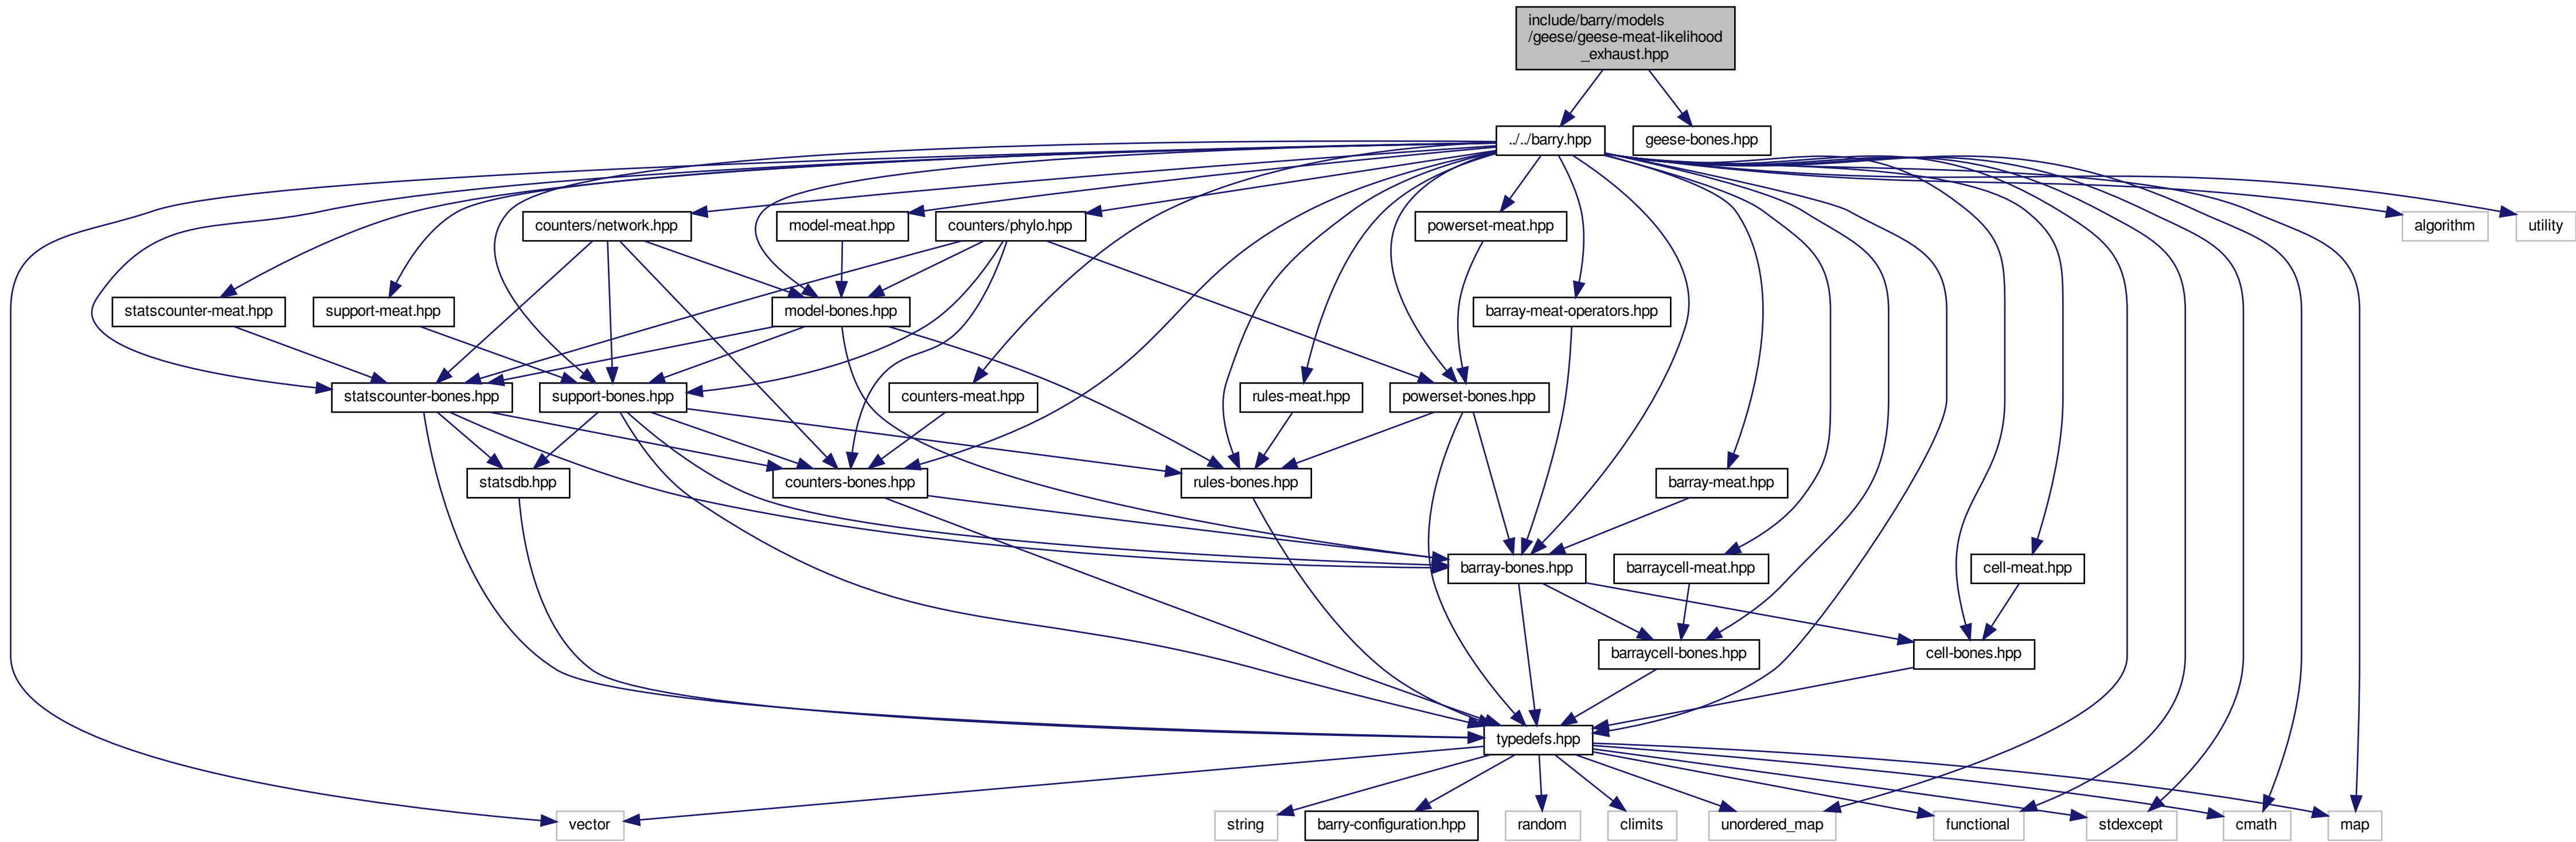 include/barry/models
/geese/geese-meat-likelihood
_exhaust.hpp
../../barry.hpp
geese-bones.hpp
counters/network.hpp
model-meat.hpp
counters/phylo.hpp
powerset-meat.hpp
algorithm
utility
statscounter-meat.hpp
support-meat.hpp
model-bones.hpp
barray-meat-operators.hpp
statscounter-bones.hpp
support-bones.hpp
counters-meat.hpp
rules-meat.hpp
powerset-bones.hpp
statsdb.hpp
counters-bones.hpp
rules-bones.hpp
barray-meat.hpp
barray-bones.hpp
barraycell-meat.hpp
cell-meat.hpp
barraycell-bones.hpp
cell-bones.hpp
typedefs.hpp
vector
string
barry-configuration.hpp
random
climits
unordered_map
functional
stdexcept
cmath
map